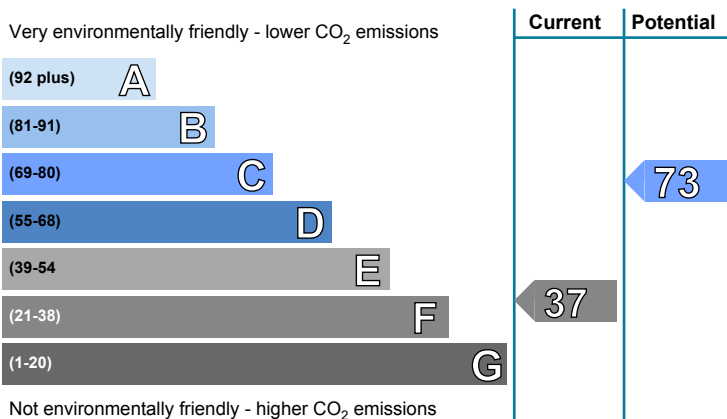 Current Potential
Very environmentally friendly - lower CO2 emissions
(92 plus) A
(81-91) B
(69-80) C
73
(55-68) D
(39-54 E
37
(21-38) F
(1-20) G
Not environmentally friendly - higher CO2 emissions